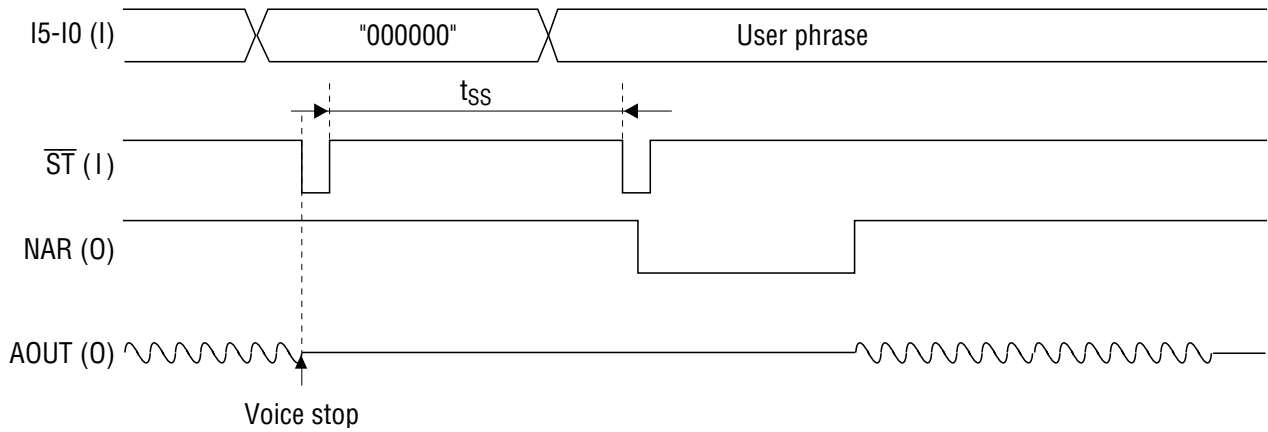 I5-I0 (I) "000000" User phrase
tSS
ST (I)
NAR (O)
AOUT (O)
Voice stop